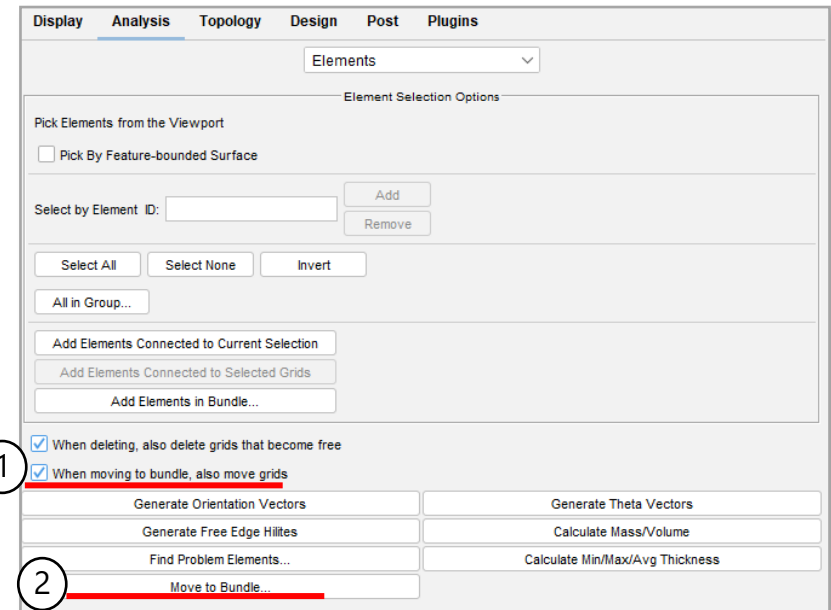 Display Analysis Topology Design Post Plugins
Elements
Element Selection Options
Pick Elements from the Viewport
Pick By Feature-bounded Surface
Select by Element ID:
Add
Remove
Select All Select None Invert
All in Group...
Add Elements Connected to Current Selection
Add Elements Connected to Selected Grids
Add Elements in Bundle...
When deleting, also delete grids that become free
1 When moving to bundle, also move grids
Generate Orientation Vectors Generate Theta Vectors
Generate Free Edge Hilites Calculate Mass/Volume
Find Problem Elements... Calculate Min/Max/Avg Thickness
2 Move to Bundle...